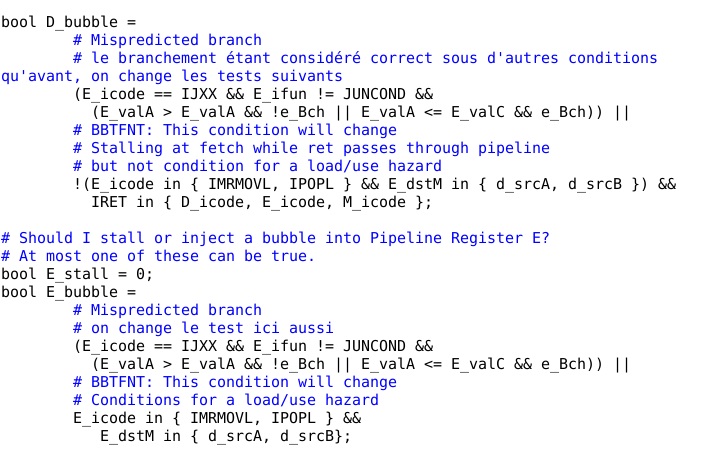 bool D_bubble =
        # Mispredicted branch
        # le branchement étant considéré correct sous d'autres conditions
qu'avant, on change les tests suivants
        (E_icode == IJXX && E_ifun != JUNCOND &&
          (E_valA > E_valA && !e_Bch || E_valA <= E_valC && e_Bch)) ||
        # BBTFNT: This condition will change
        # Stalling at fetch while ret passes through pipeline
        # but not condition for a load/use hazard
        !(E_icode in { IMRMOVL, IPOPL } && E_dstM in { d_srcA, d_srcB }) &&
          IRET in { D_icode, E_icode, M_icode };

# Should I stall or inject a bubble into Pipeline Register E?
# At most one of these can be true.
bool E_stall = 0;
bool E_bubble =
        # Mispredicted branch
        # on change le test ici aussi
        (E_icode == IJXX && E_ifun != JUNCOND &&
          (E_valA > E_valA && !e_Bch || E_valA <= E_valC && e_Bch)) ||
        # BBTFNT: This condition will change
        # Conditions for a load/use hazard
        E_icode in { IMRMOVL, IPOPL } &&
           E_dstM in { d_srcA, d_srcB};